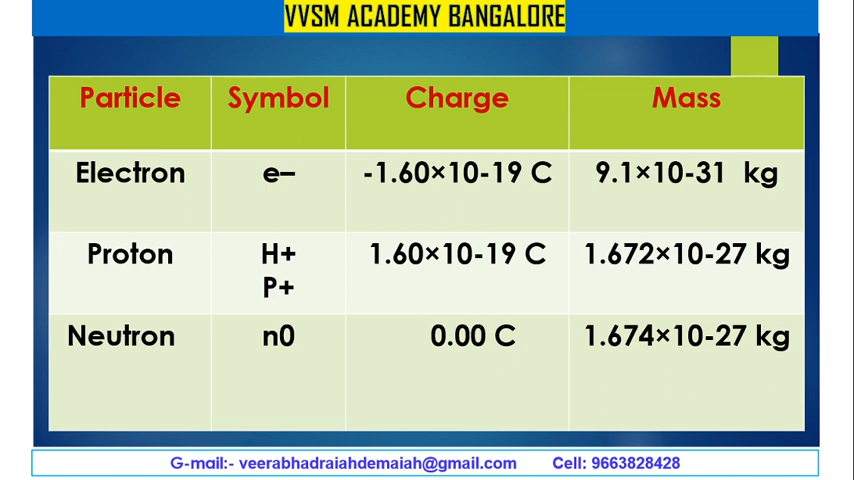 VVSM ACADEMY BANGALORE
Particle Symbol Charge Mass
Electron e– -1.60×10-19 C 9.1×10-31 kg
Proton H+ 1.60×10-19 C 1.672×10-27 kg
P+
Neutron n0 0.00 C 1.674×10-27 kg
G-mail:- veerabhadraiahdemaiah@gmail.com Cell: 9663828428